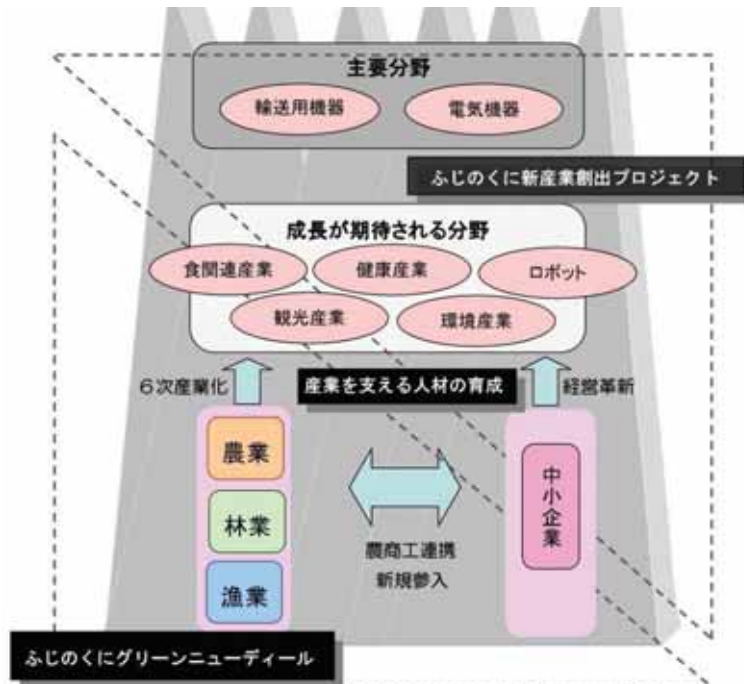 主要分野
輸送用機器
電気機器
ふじのくに新産業創出プロジェクト
成長が期待される分野
食関連産業
健康産業
ロボット
観光産業
環境産業
6次産業化
産業を支える人材の育成
経営革新
農業
林業
漁業
中小企業
農商工連携
新規参入
ふじのくにグリーンニューディール